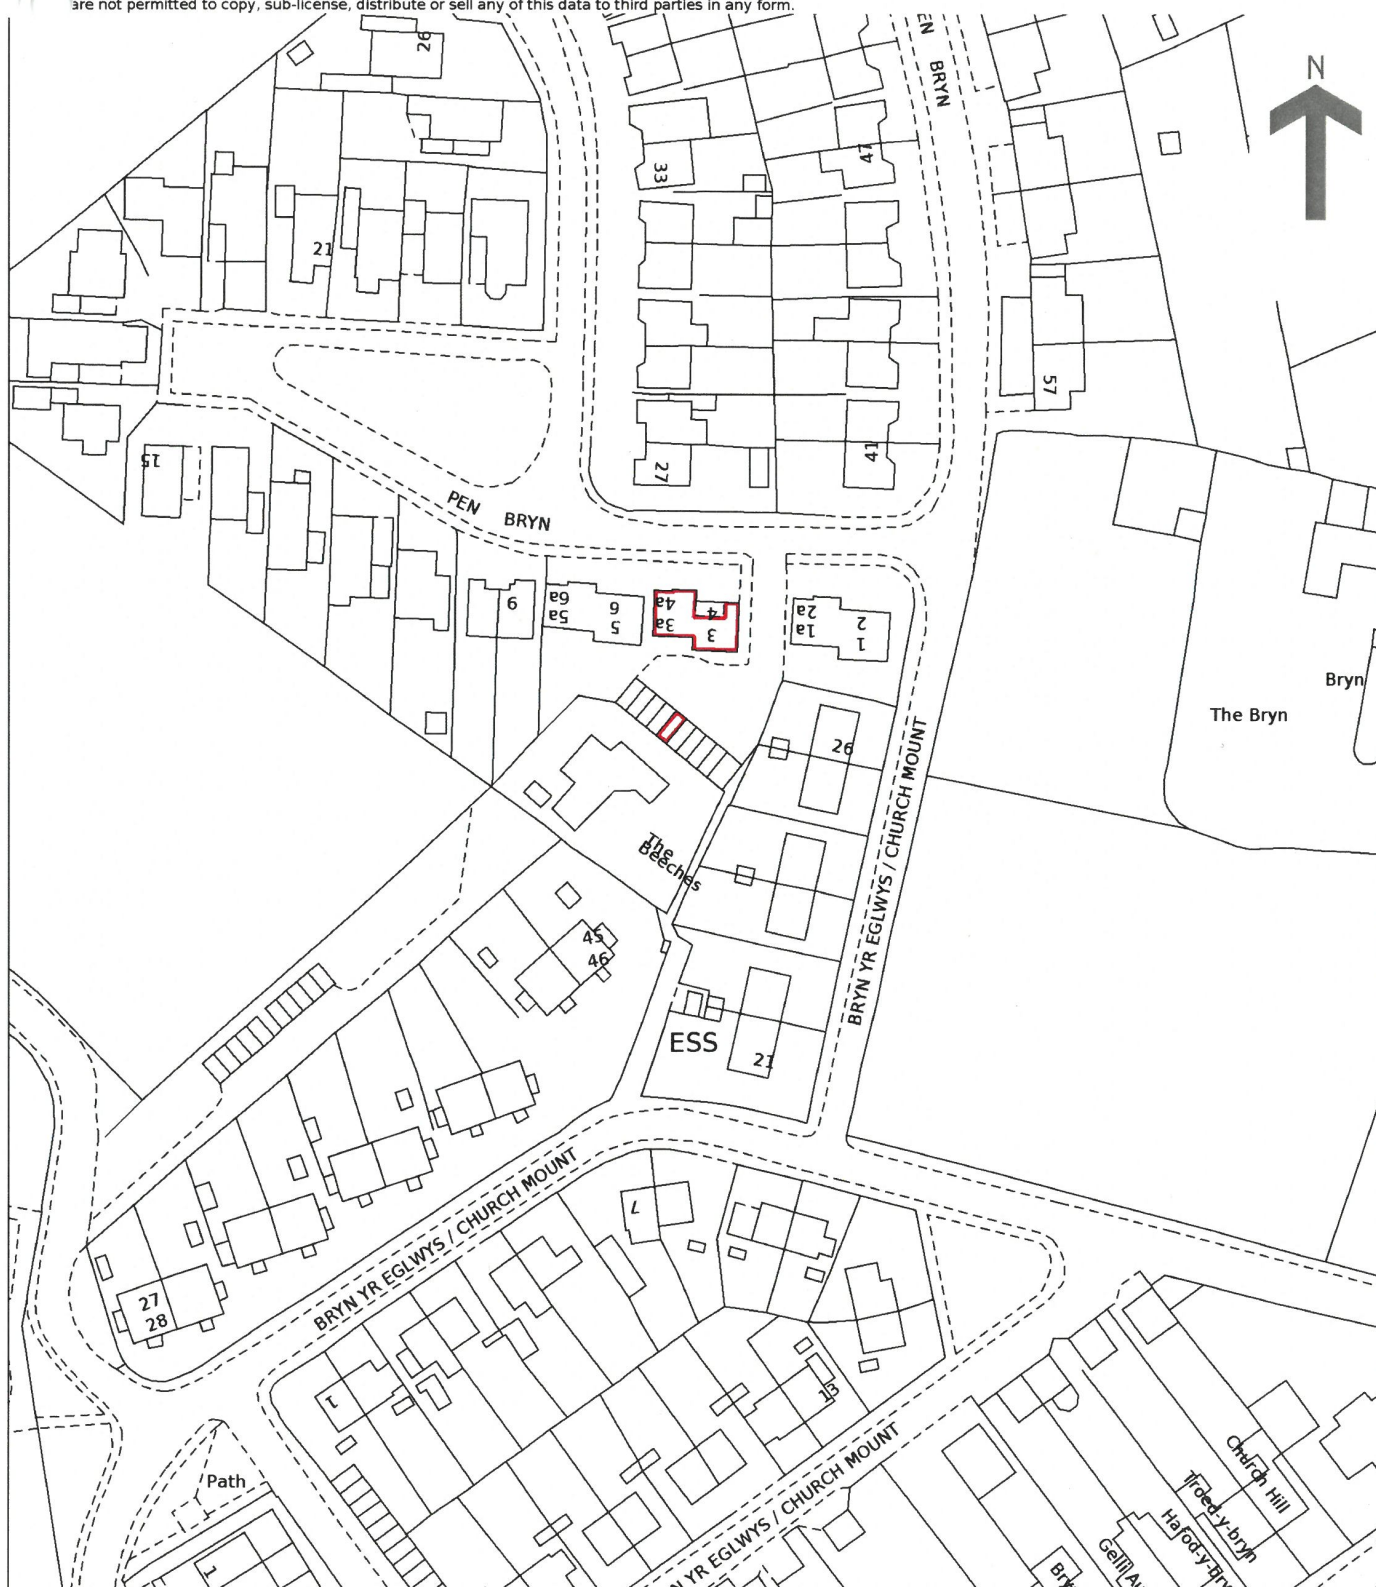 are not permitted to copy, sub-license, distribute or sell any of this data to third parties in any form.
26
N
BRYN
33
47
21
57
15
27
41
PEN BRYN
9
6a
5a
6
5
4a
3a
4
3
2a
1a
2
1
Bryn
The Bryn
26
BRYN YR EGLWYS / CHURCH MOUNT
The
Beeches
45
46
ESS
21
BRYN YR EGLWYS / CHURCH MOUNT
7
27
28
1
13
Path
BRYN YR EGLWYS / CHURCH MOUNT
Church Hill
Troed-y-bryn
1